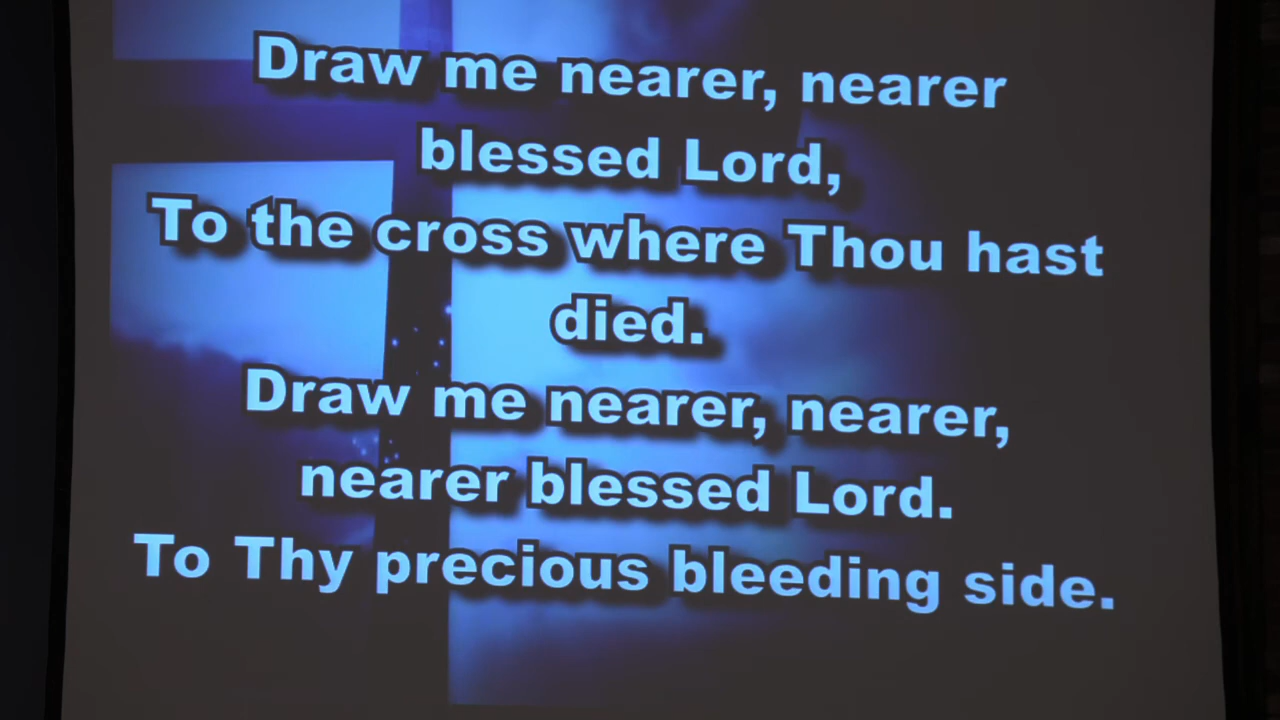 Draw me nearer, nearer
blessed Lord,
To the cross where Thou hast
died.
Draw me nearer, nearer,
nearer blessed Lord.
To Thy precious bleeding side.